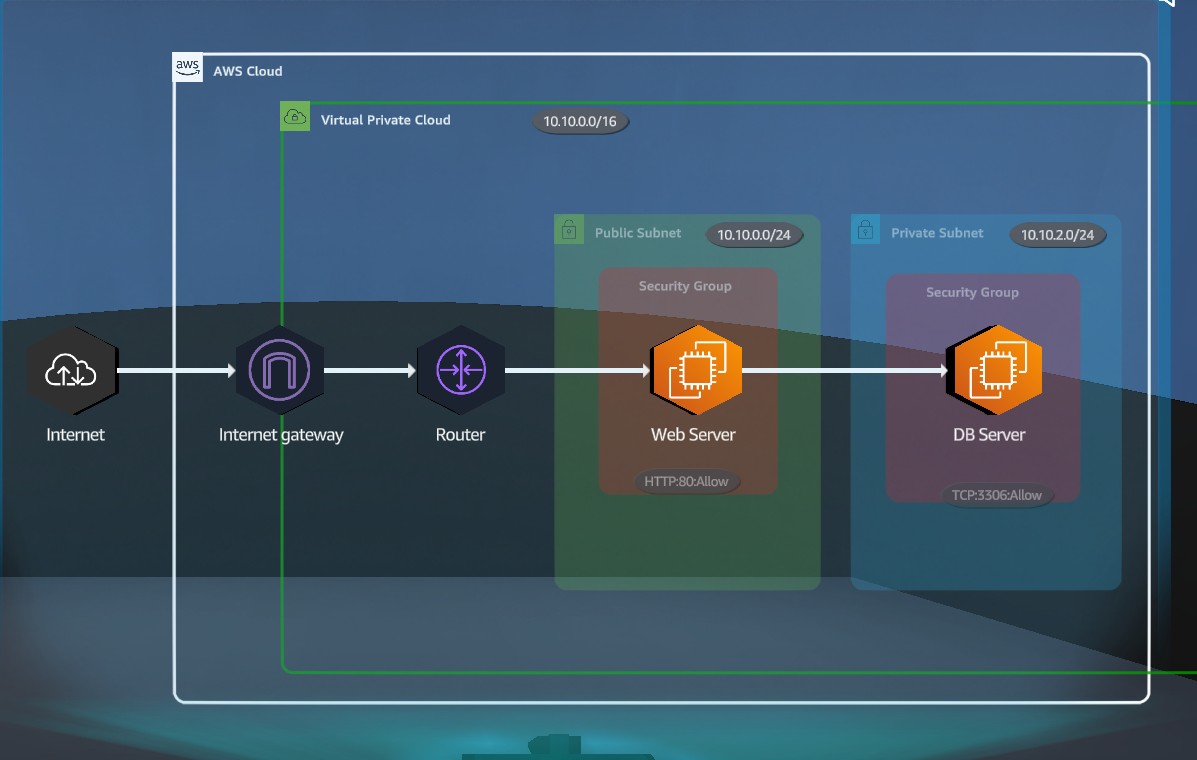 aws
AWS Cloud
Virtual Private Cloud
10.10.0.0/16
Public Subnet
10.10.0.0/24
Private Subnet
10.10.2.0/24
Security Group
Security Group
Internet
Internet gateway
Router
Web Server
DB Server
HTTP:80:Allow
TCP:3306:Allow